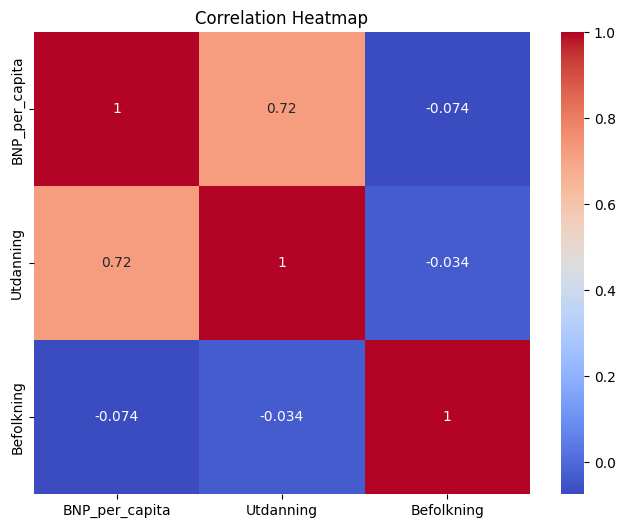 Correlation Heatmap
BNP_per_capita
1
0.72
-0.074
Utdanning
0.72
1
-0.034
Befolkning
-0.074
-0.034
1
BNP_per_capita
Utdanning
Befolkning
1.0
0.8
0.6
0.4
0.2
0.0